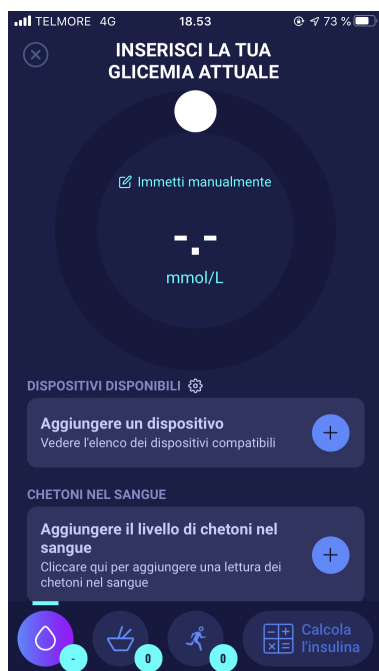 TELMORE 4G 18.53 73 %
INSERISCI LA TUA
GLICEMIA ATTUALE
Immetti manualmente
-.-
mmol/L
DISPOSITIVI DISPONIBILI
Aggiungere un dispositivo
Vedere l'elenco dei dispositivi compatibili
CHETONI NEL SANGUE
Aggiungere il livello di chetoni nel
sangue
Cliccare qui per aggiungere una lettura dei
chetoni nel sangue
- 0 0
Calcola
l'insulina